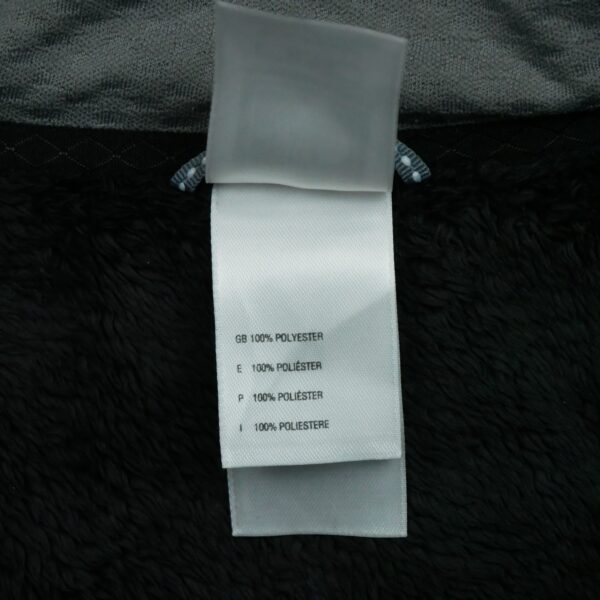 GB 100% POLYESTER
E 100% POLIÉSTER
P 100% POLIÉSTER
I 100% POLIESTERE